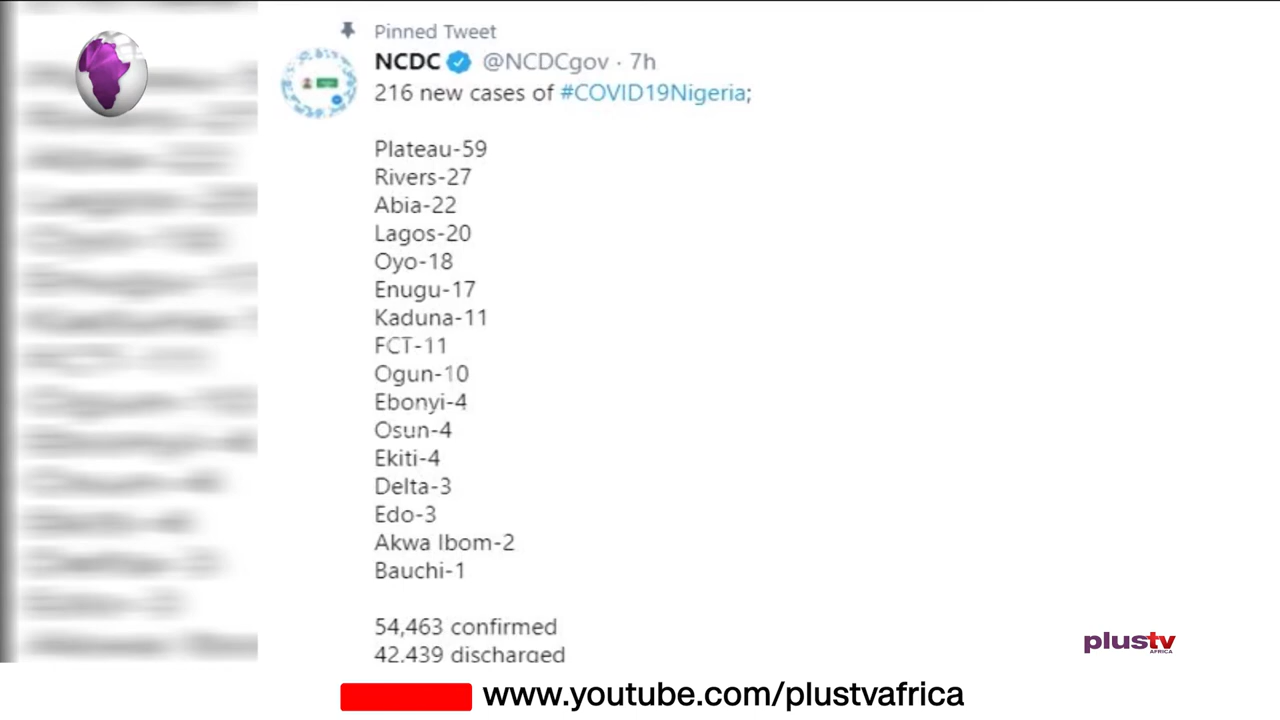 Pinned Tweet
NCDC @NCDCgov · 7h
216 new cases of #COVID19Nigeria;
Plateau-59
Rivers-27
Abia-22
Lagos-20
Oyo-18
Enugu-17
Kaduna-11
FCT-11
Ogun-10
Ebonyi-4
Osun-4
Ekiti-4
Delta-3
Edo-3
Akwa Ibom-2
Bauchi-1
54,463 confirmed
42.439 discharged
plustv
AFRICA
www.youtube.com/plustvafrica